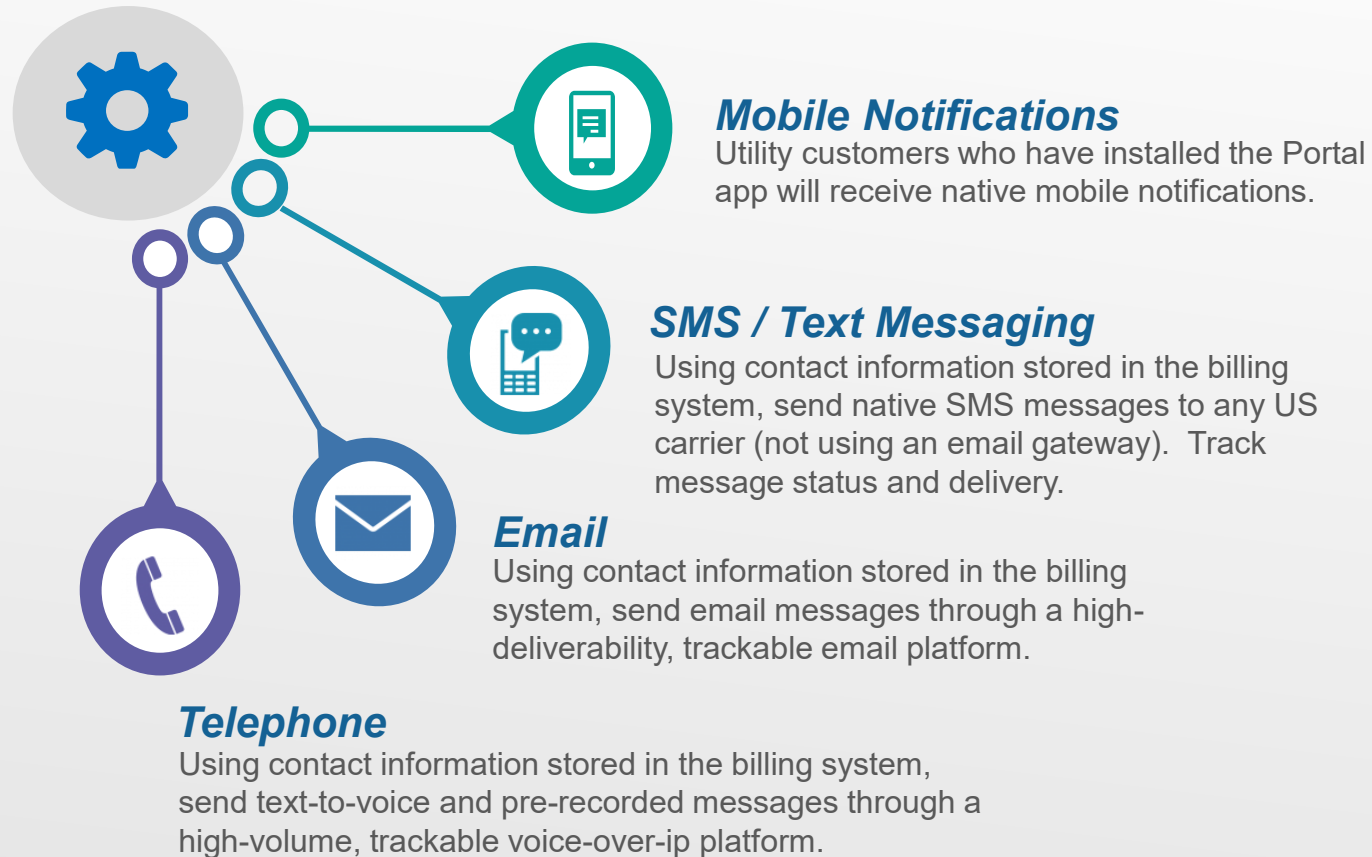 Mobile Notifications
Utility customers who have installed the Portal
app will receive native mobile notifications.
SMS / Text Messaging
Using contact information stored in the billing
system, send native SMS messages to any US
carrier (not using an email gateway).  Track
message status and delivery.
Email
Using contact information stored in the billing
system, send email messages through a high-
deliverability, trackable email platform.
Telephone
Using contact information stored in the billing system,
send text-to-voice and pre-recorded messages through a
high-volume, trackable voice-over-ip platform.